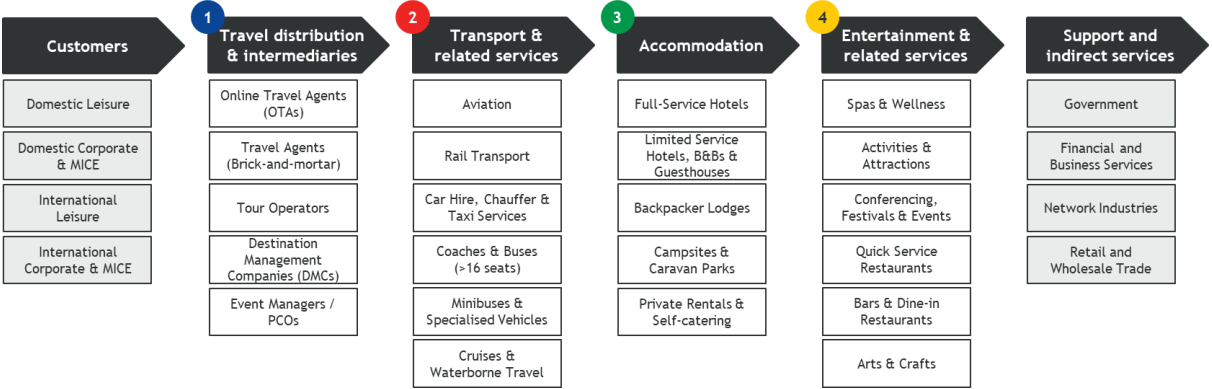 Customers
Domestic Leisure
Domestic Corporate
& MICE
International
Leisure
International
Corporate & MICE
1
Travel distribution
& intermediaries
Online Travel Agents
(OTAs)
Travel Agents
(Brick-and-mortar)
Tour Operators
Destination
Management
Companies (DMCs)
Event Managers /
PCOs
2
Transport &
related services
Aviation
Rail Transport
Car Hire, Chauffer &
Taxi Services
Coaches & Buses
(>16 seats)
Minibuses &
Specialised Vehicles
Cruises &
Waterborne Travel
3
Accommodation
Full-Service Hotels
Limited Service
Hotels, B&Bs &
Guesthouses
Backpacker Lodges
Campsites &
Caravan Parks
Private Rentals &
Self-catering
4
Entertainment &
related services
Spas & Wellness
Activities &
Attractions
Conferencing,
Festivals & Events
Quick Service
Restaurants
Bars & Dine-in
Restaurants
Arts & Crafts
Support and
indirect services
Government
Financial and
Business Services
Network Industries
Retail and
Wholesale Trade